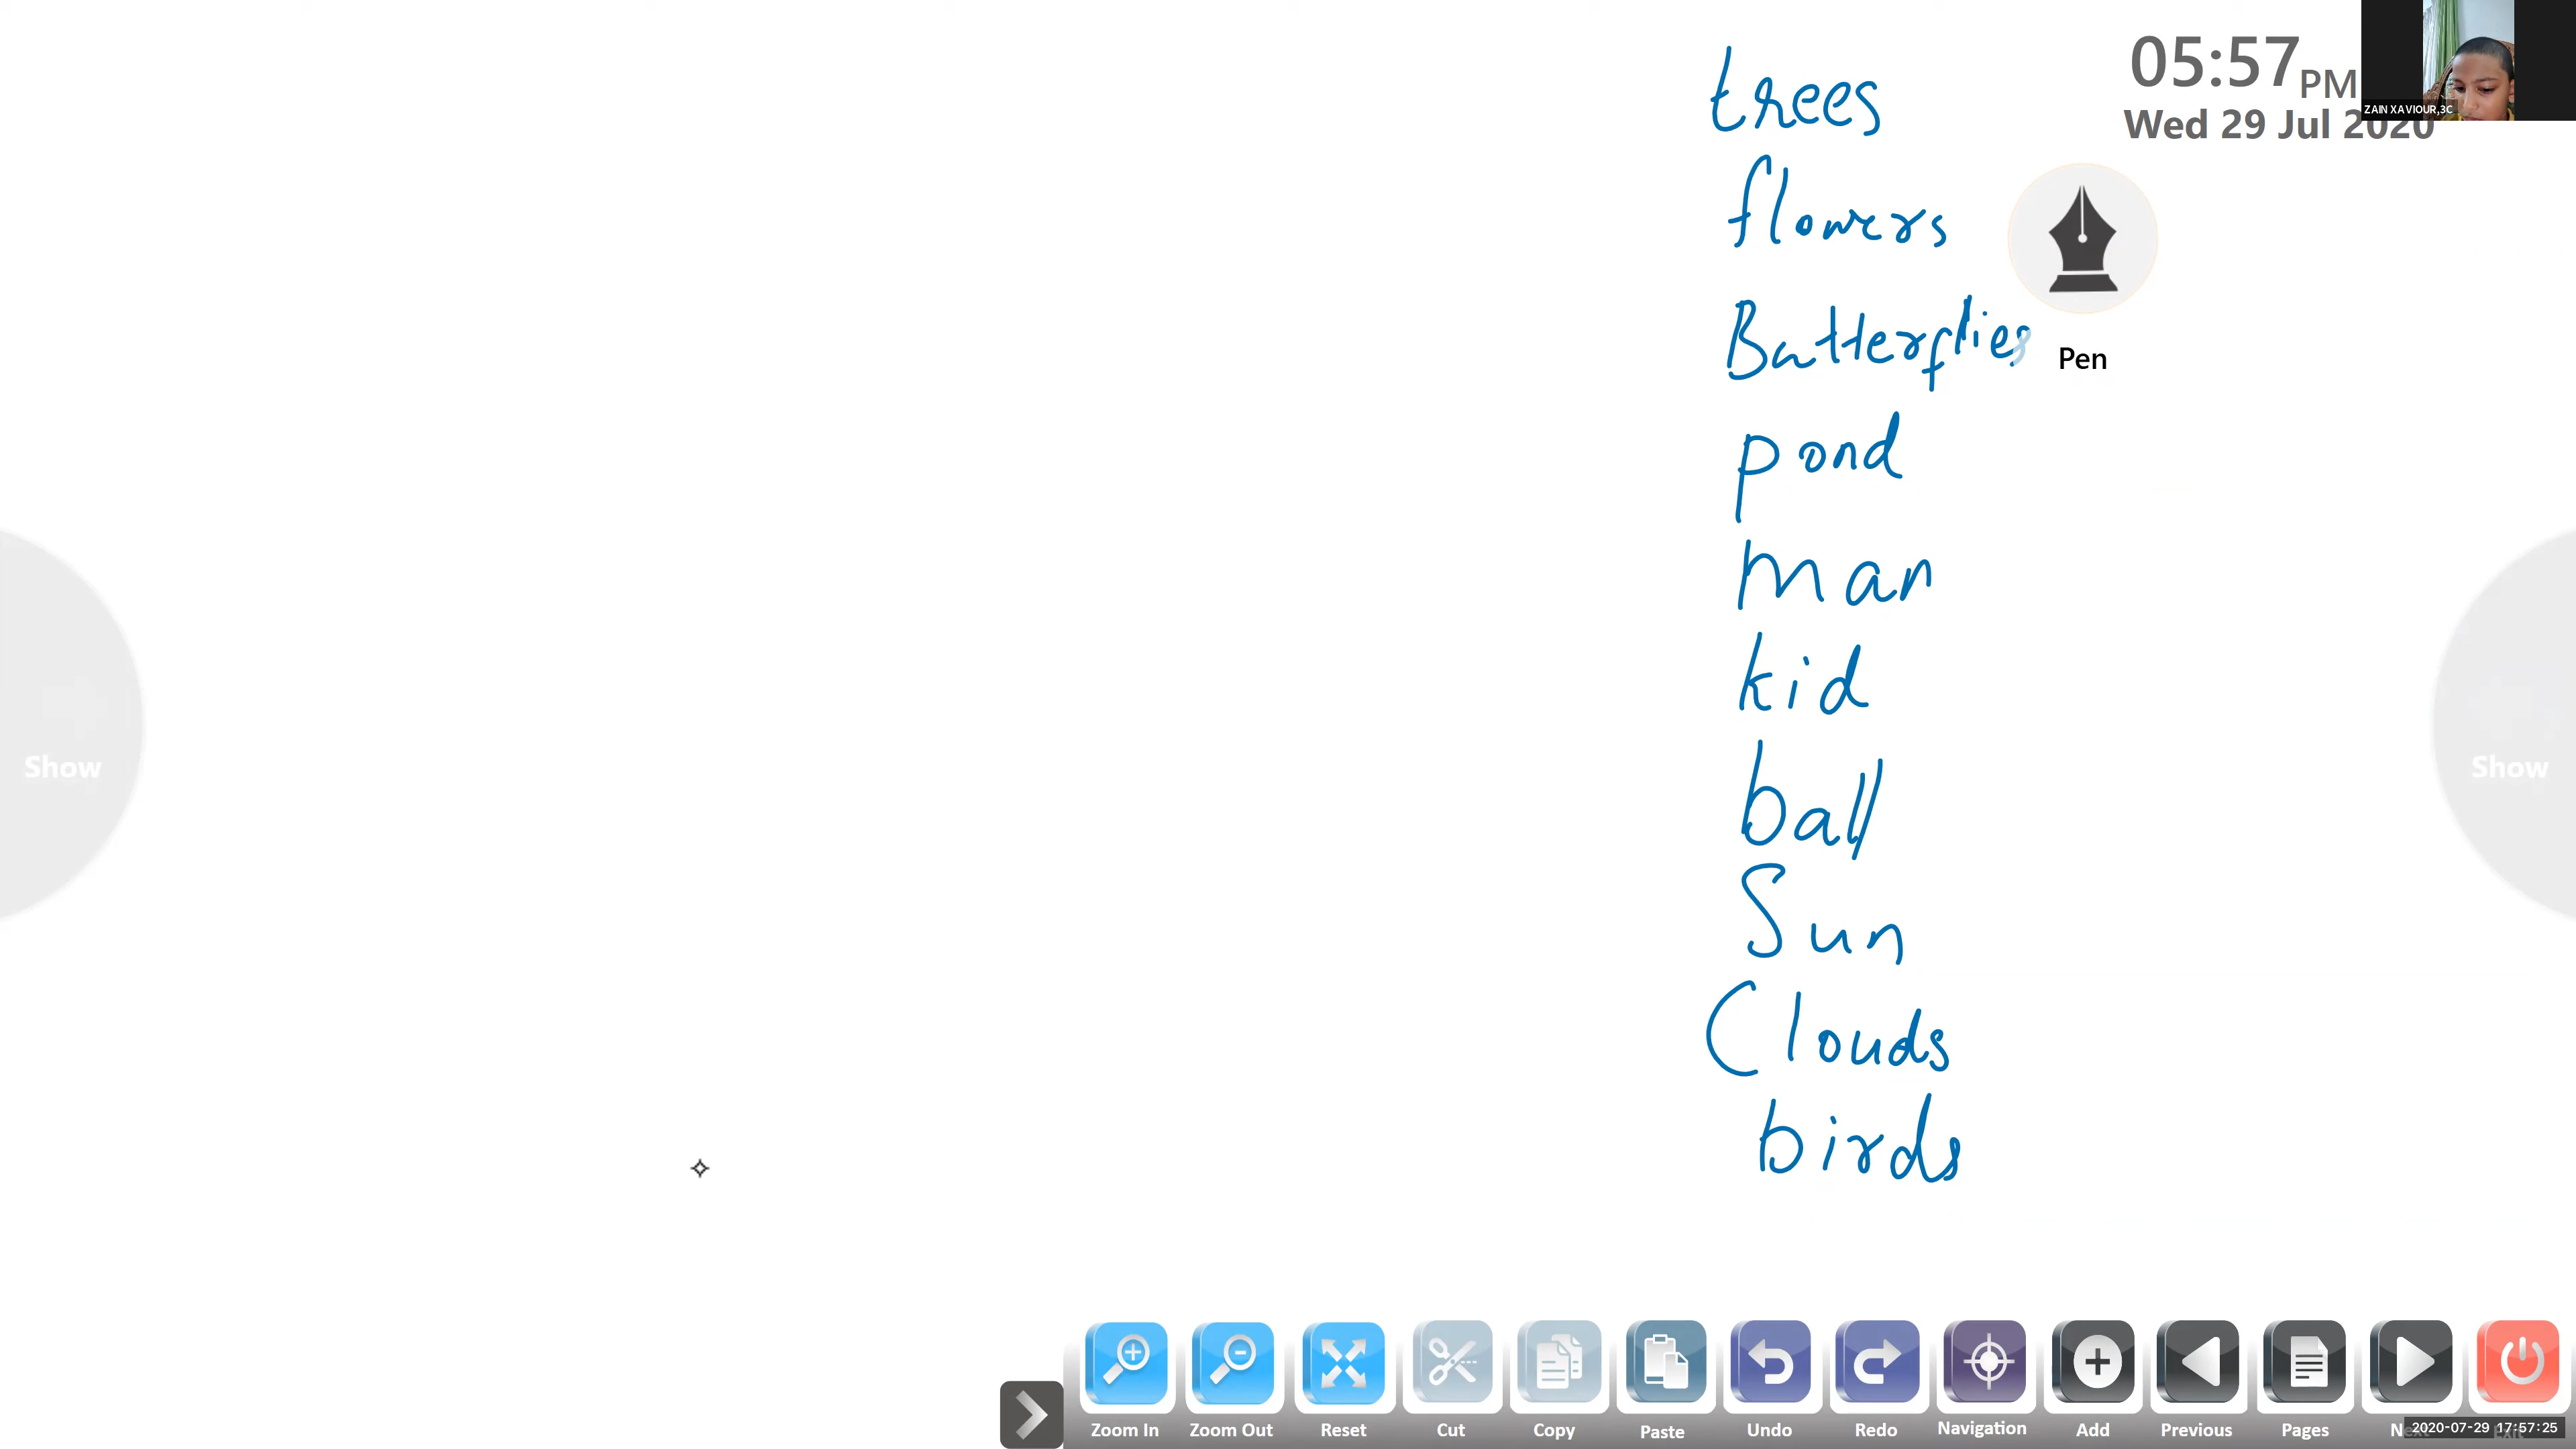 trees
05:57 PM
ZAIN XAVIOUR,3C
Wed 29 Jul 2020
flowers
Butterflies
Pen
pond
man
kid
Show
Show
ball
Sun
Clouds
birds
Zoom In Zoom Out Reset Cut Copy Paste Undo Redo Navigation Add Previous Pages
2020-07-29 17:57:25